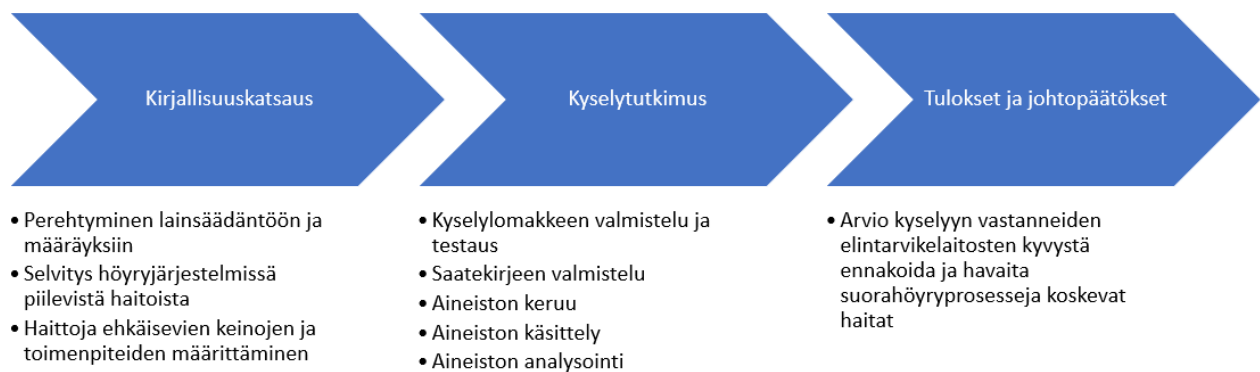 Kirjallisuuskatsaus
Kyselytutkimus
Tulokset ja johtopäätökset
• Perehtyminen lainsäädäntöön ja
määräyksiin
• Selvitys höyryjärjestelmissä
piilevistä haitoista
• Haittoja ehkäisevien keinojen ja
toimenpiteiden määrittäminen
• Kyselylomakkeen valmistelu ja
testaus
• Saatekirjeen valmistelu
• Aineiston keruu
• Aineiston käsittely
• Aineiston analysointi
• Arvio kyselyyn vastanneiden
elintarvikelaitosten kyvystä
ennakoida ja havaita
suorahöyryprosesseja koskevat
haitat